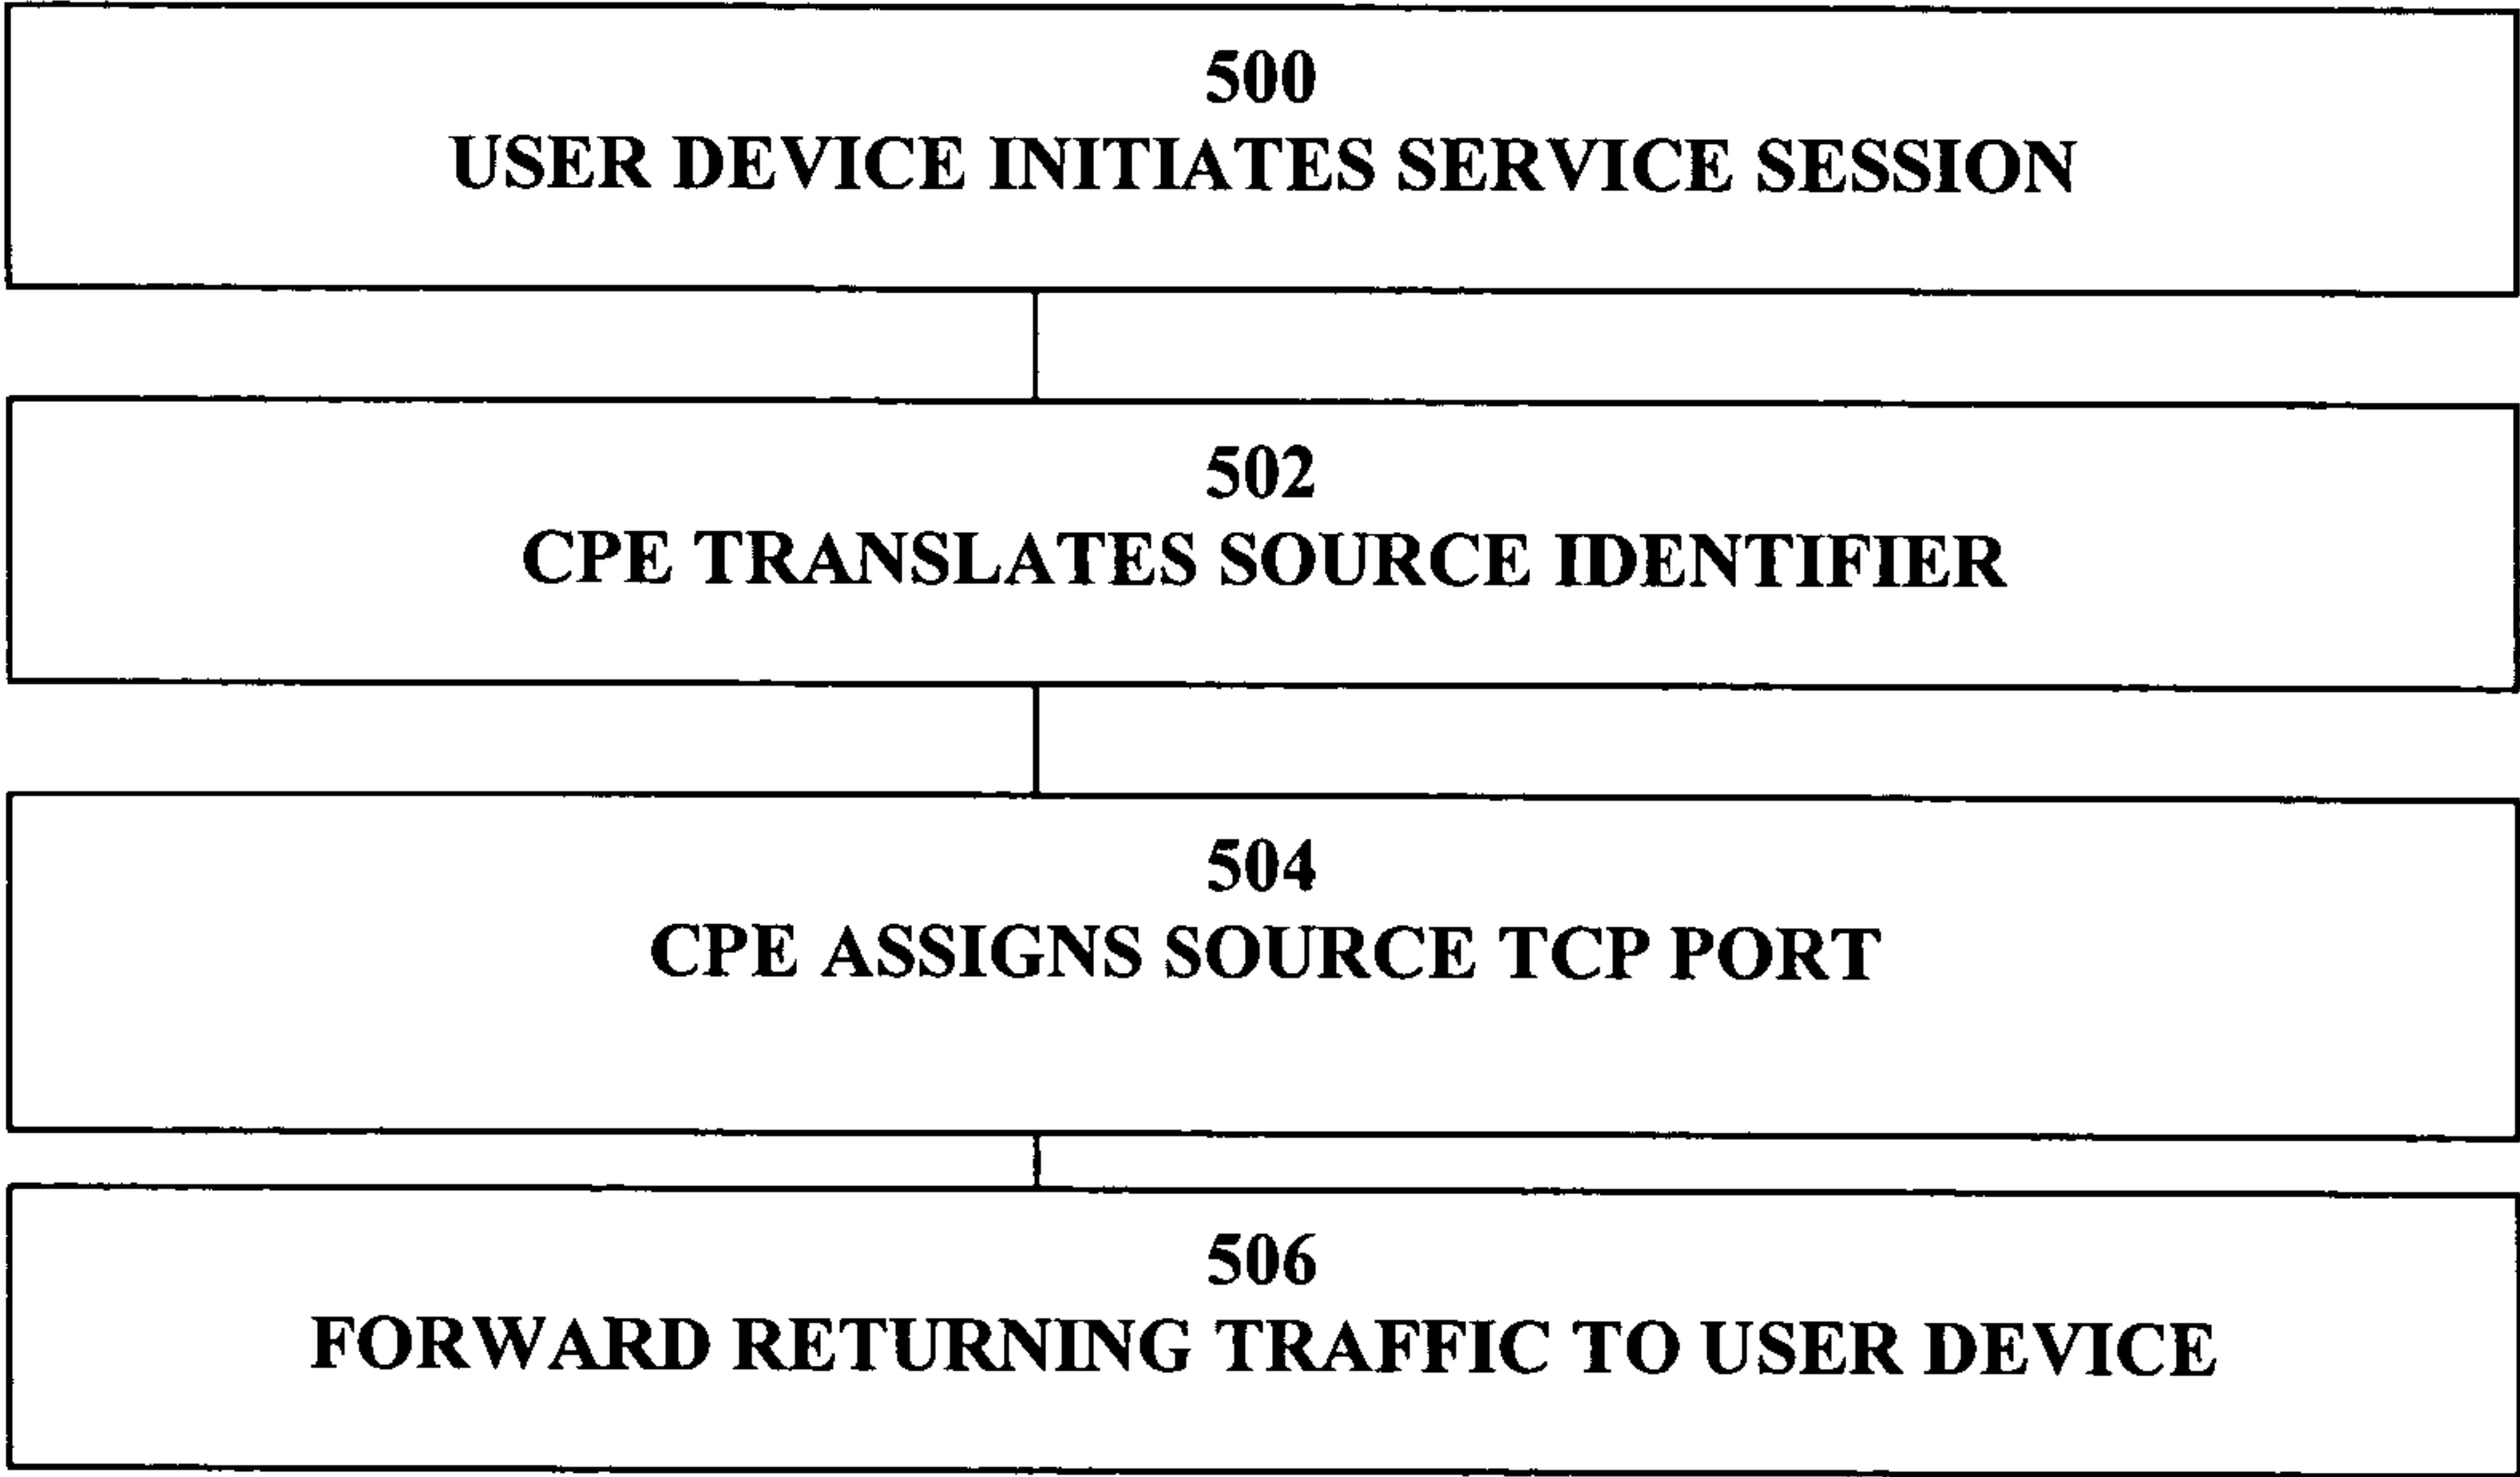 500
USER DEVICE INITIATES SERVICE SESSION
502
CPE TRANSLATES SOURCE IDENTIFIER
504
CPE ASSIGNS SOURCE TCP PORT
506
FORWARD RETURNING TRAFFIC TO USER DEVICE